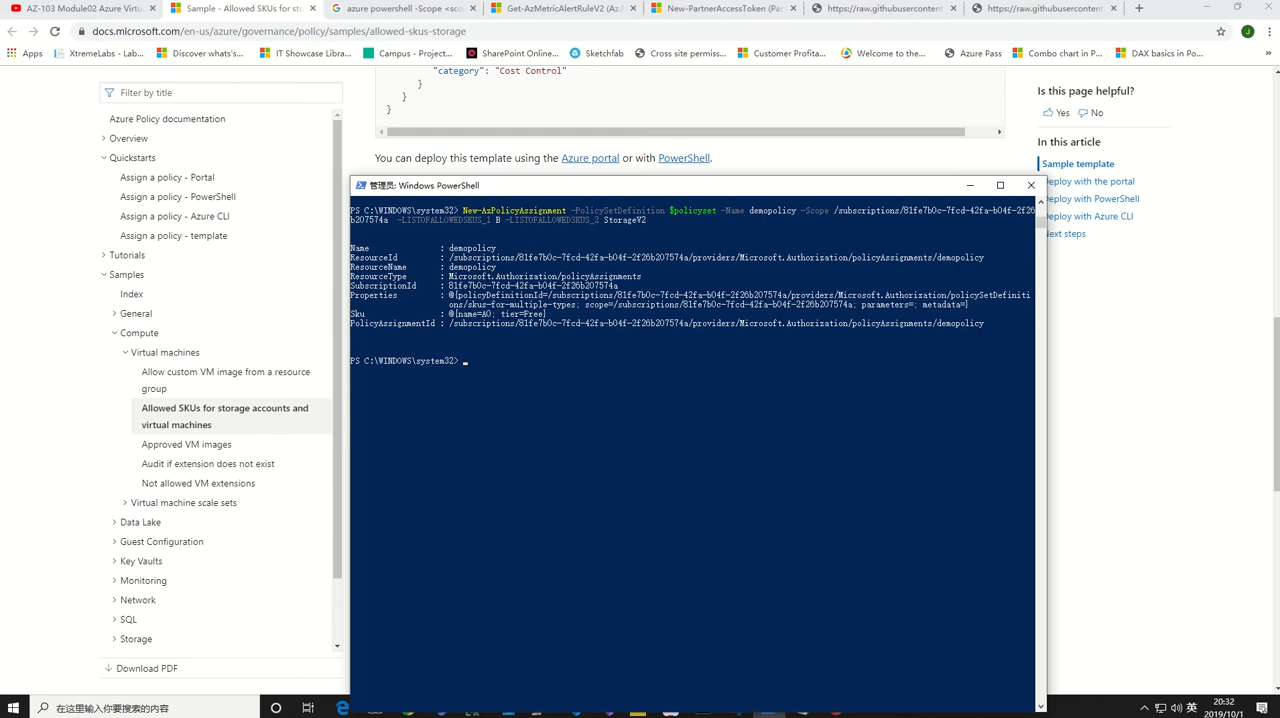 AZ-103 Module02 Azure Virtual
Sample - Allowed SKUs for sto
azure powershell -Scope <scop
Get-AzMetricAlertRuleV2 (Az.M
New-PartnerAccessToken (Par
https://raw.githubusercontent
https://raw.githubusercontent
docs.microsoft.com/en-us/azure/governance/policy/samples/allowed-skus-storage
Apps
XtremeLabs - Lab...
Discover whats's...
IT Showcase Librar...
Campus - Project...
SharePoint Online...
Sketchfab
Cross site permiss...
Customer Profita...
Welcome to the...
Azure Pass
Combo chart in P...
DAX basics in Po...
Filter by title
Azure Policy documentation
Overview
Quickstarts
Assign a policy - Portal
Assign a policy - PowerShell
Assign a policy - Azure CLI
Assign a policy - template
Tutorials
Samples
Index
General
Compute
Virtual machines
Allow custom VM image from a resource
group
Allowed SKUs for storage accounts and
virtual machines
Approved VM images
Audit if extension does not exist
Not allowed VM extensions
Virtual machine scale sets
Data Lake
Guest Configuration
Key Vaults
Monitoring
Network
SQL
Storage
Download PDF
"category": "Cost Control"
}
}
}
You can deploy this template using the Azure portal or with PowerShell.
管理员: Windows PowerShell
PS C:\WINDOWS\system32> New-AzPolicyAssignment -PolicySetDefinition $policyset -Name demopolicy -Scope /subscriptions/81fe7b0c-7fcd-42fa-b04f-2f26
b207574a -LISTOFALLOWEDSKUS_1 B -LISTOFALLOWEDSKUS_2 StorageV2
Name : demopolicy
ResourceId : /subscriptions/81fe7b0c-7fcd-42fa-b04f-2f26b207574a/providers/Microsoft.Authorization/policyAssignments/demopolicy
ResourceName : demopolicy
ResourceType : Microsoft.Authorization/policyAssignments
SubscriptionId : 81fe7b0c-7fcd-42fa-b04f-2f26b207574a
Properties : @{policyDefinitionId=/subscriptions/81fe7b0c-7fcd-42fa-b04f-2f26b207574a/providers/Microsoft.Authorization/policySetDefiniti
ons/skus-for-multiple-types; scope=/subscriptions/81fe7b0c-7fcd-42fa-b04f-2f26b207574a; parameters=; metadata=}
Sku : @{name=A0; tier=Free}
PolicyAssignmentId : /subscriptions/81fe7b0c-7fcd-42fa-b04f-2f26b207574a/providers/Microsoft.Authorization/policyAssignments/demopolicy
PS C:\WINDOWS\system32>
Is this page helpful?
Yes
No
In this article
Sample template
Deploy with the portal
eploy with PowerShell
eploy with Azure CLI
ext steps
在这里输入你要搜索的内容
英
20:32
2019/10/1